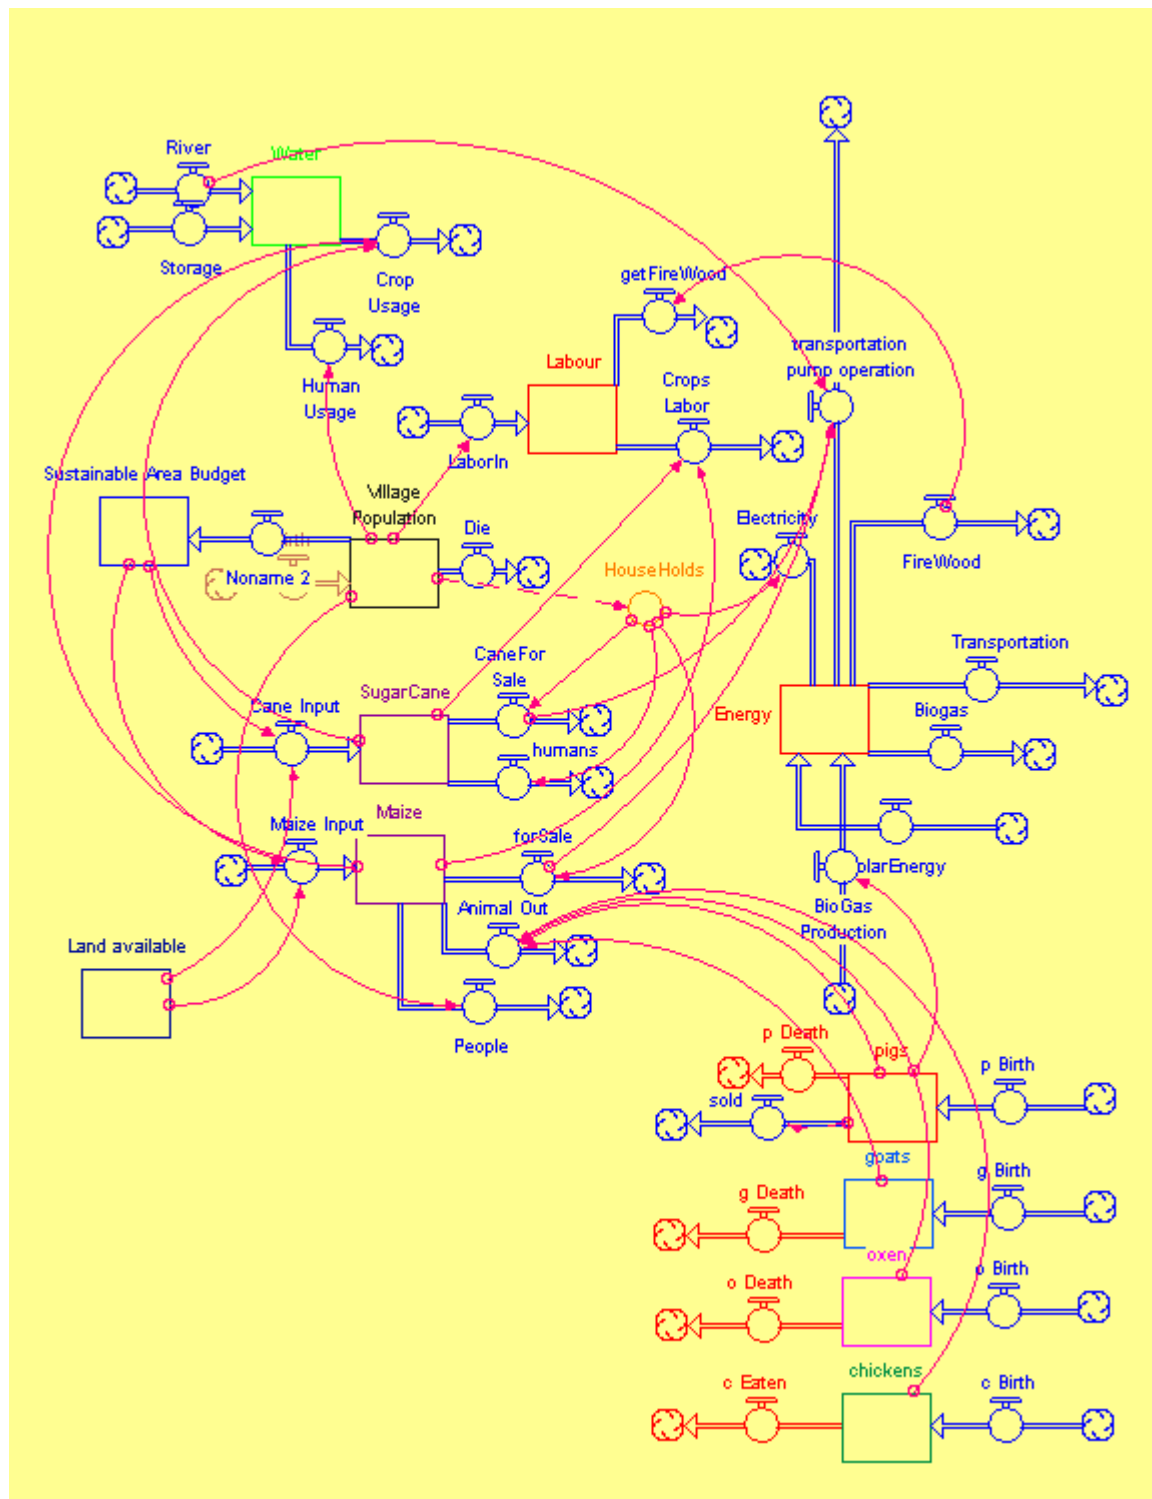 River
Water
Storage
Crop
Usage
getFireWood
transportation
pump operation
Human
Usage
Labour
Crops
Labor
LaborIn
Sustainable Area Budget
Village
Population
Die
Electricity
Noname 2
HouseHolds
FireWood
CaneFor
Sale
Transportation
SugarCane
Cane Input
Energy
Biogas
humans
Maize
Maize Input
forSale
olarEnergy
Animal Out
BioGas
Production
Land available
People
p Death
pigs
p Birth
sold
goats
g Birth
g Death
oxen
o Birth
o Death
chickens
c Eaten
c Birth